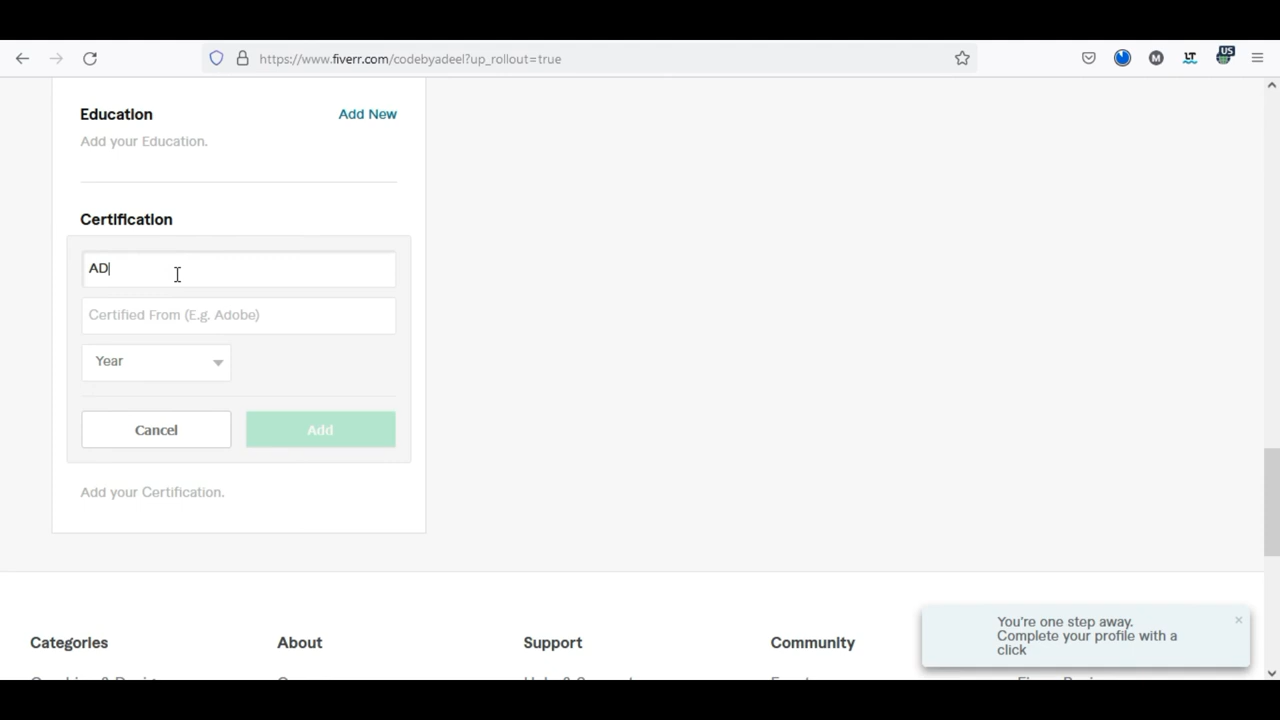 https://www.fiverr.com/codebyadeel?up_rollout=true
M
LT
US
Education
Add New
Add your Education.
Certification
AD
Certified From (E.g. Adobe)
Year
Cancel
Add
Add your Certification.
You're one step away.
Complete your profile with a
click
×
Categories
About
Support
Community